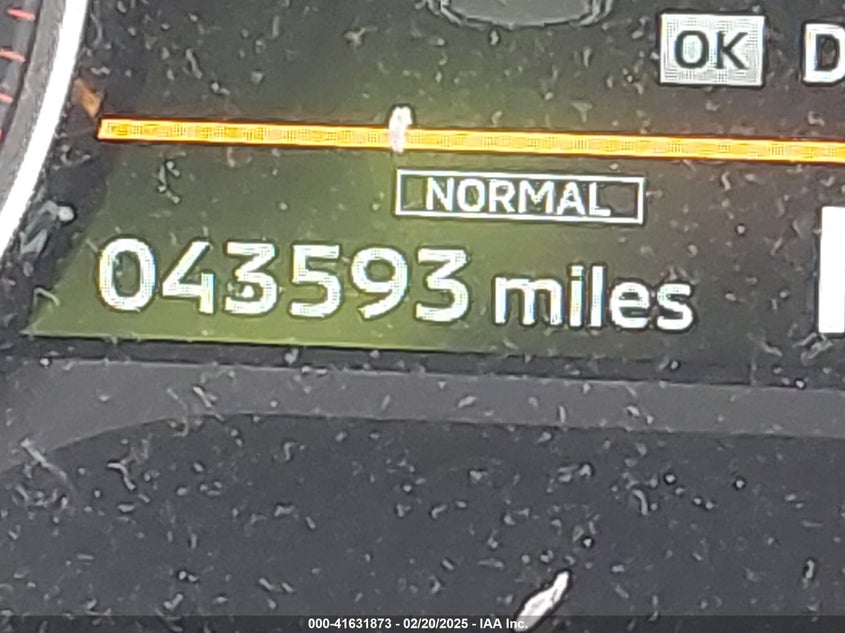 OK D
NORMAL
043593 miles
000-41631873 - 02/20/2025 - IAA Inc.